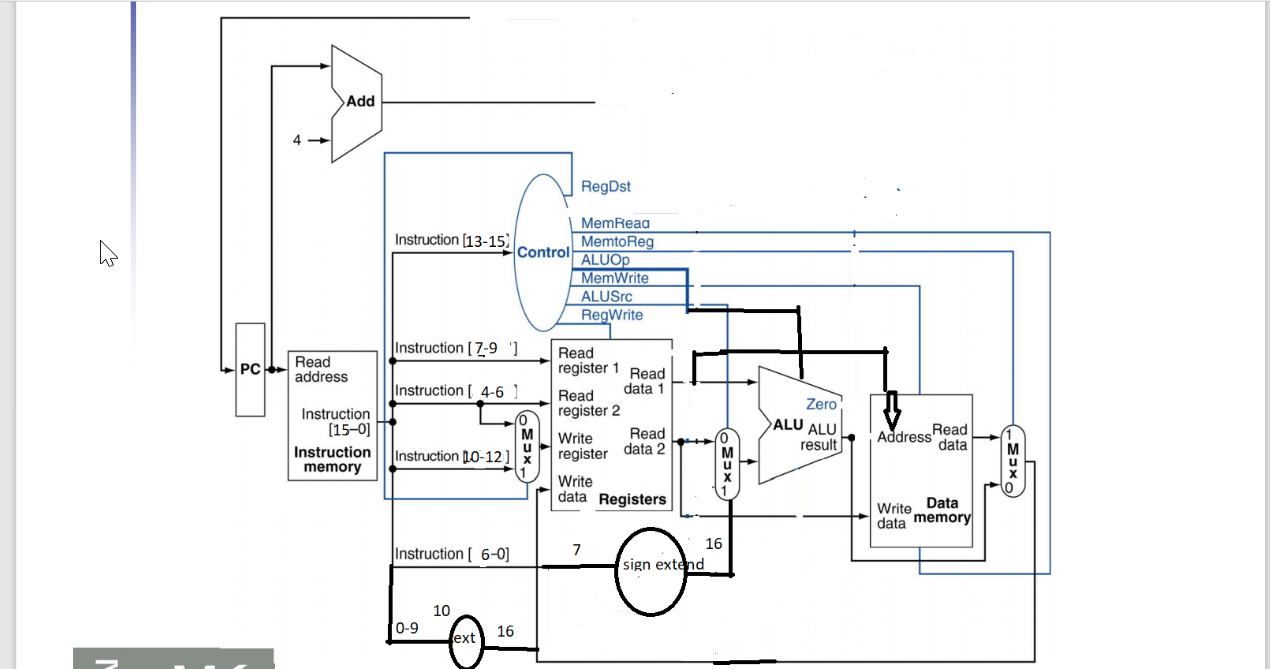 Add
4
RegDst
MemRead
Instruction [13-15]
MemtoReg
Control
ALUOp
MemWrite
ALUSrc
RegWrite
Instruction [ 7-9 ' ]
PC
Read
address
Read
register 1
Read
data 1
Instruction [ 4-6 ]
Read
register 2
Zero
Instruction
[15–0]
0
M
u
x
1
Write
register
Read
data 2
0
M
u
x
1
ALU
ALU
result
Address
Read
data
1
M
u
x
0
Instruction
memory
Instruction [10-12 ]
Write
data
Registers
Write
data
Data
memory
Instruction [ 6–0]
7
sign extend
16
10
0-9
ext
16